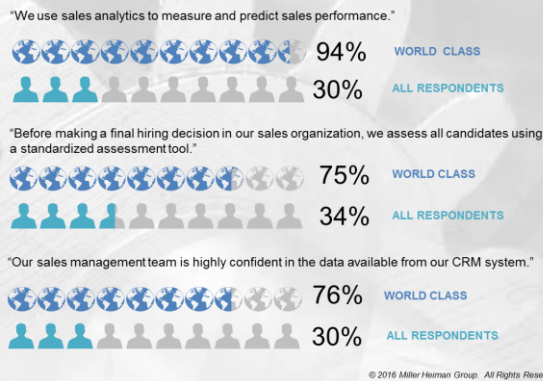 “We use sales analytics to measure and predict sales performance.”
94% WORLD CLASS
30% ALL RESPONDENTS
“Before making a final hiring decision in our sales organization, we assess all candidates using
a standardized assessment tool.”
75% WORLD CLASS
34% ALL RESPONDENTS
“Our sales management team is highly confident in the data available from our CRM system.”
76% WORLD CLASS
30% ALL RESPONDENTS
© 2016 Miller Heiman Group. All Rights Rese